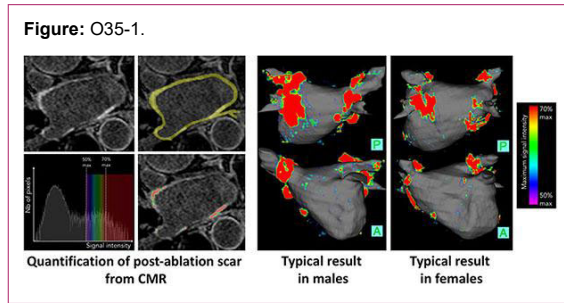 Figure: O35-1.
50%
max
70%
max
Nb of pixels
Signal intensity
P
P
A
A
70%
max
Maximum signal intensity
50%
max
Quantification of post-ablation scar
from CMR
Typical result
in males
Typical result
in females